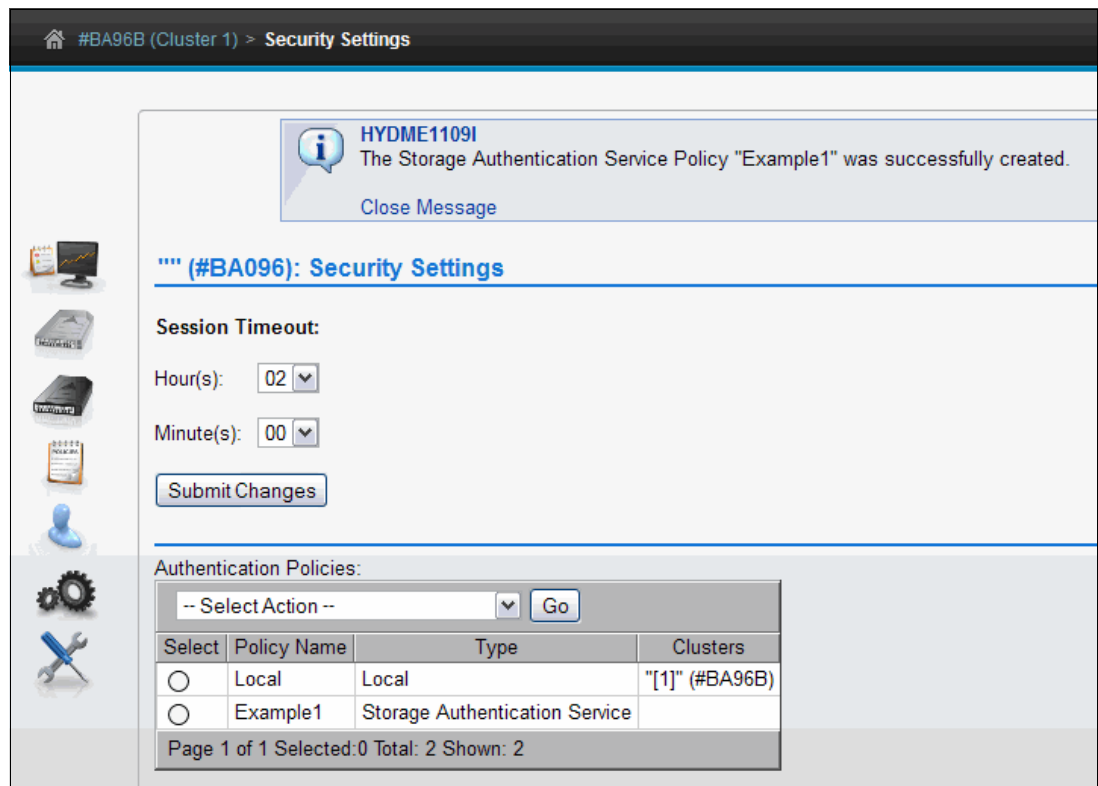 #BA96B (Cluster 1) > Security Settings
HYDME1109I
The Storage Authentication Service Policy "Example1" was successfully created.
Close Message
"" (#BA096): Security Settings
Session Timeout:
Hour(s): 02
Minute(s): 00
Submit Changes
Authentication Policies:
-- Select Action -- Go
Select Policy Name Type Clusters
Local Local "[1]" (#BA96B)
Example1 Storage Authentication Service
Page 1 of 1 Selected:0 Total: 2 Shown: 2